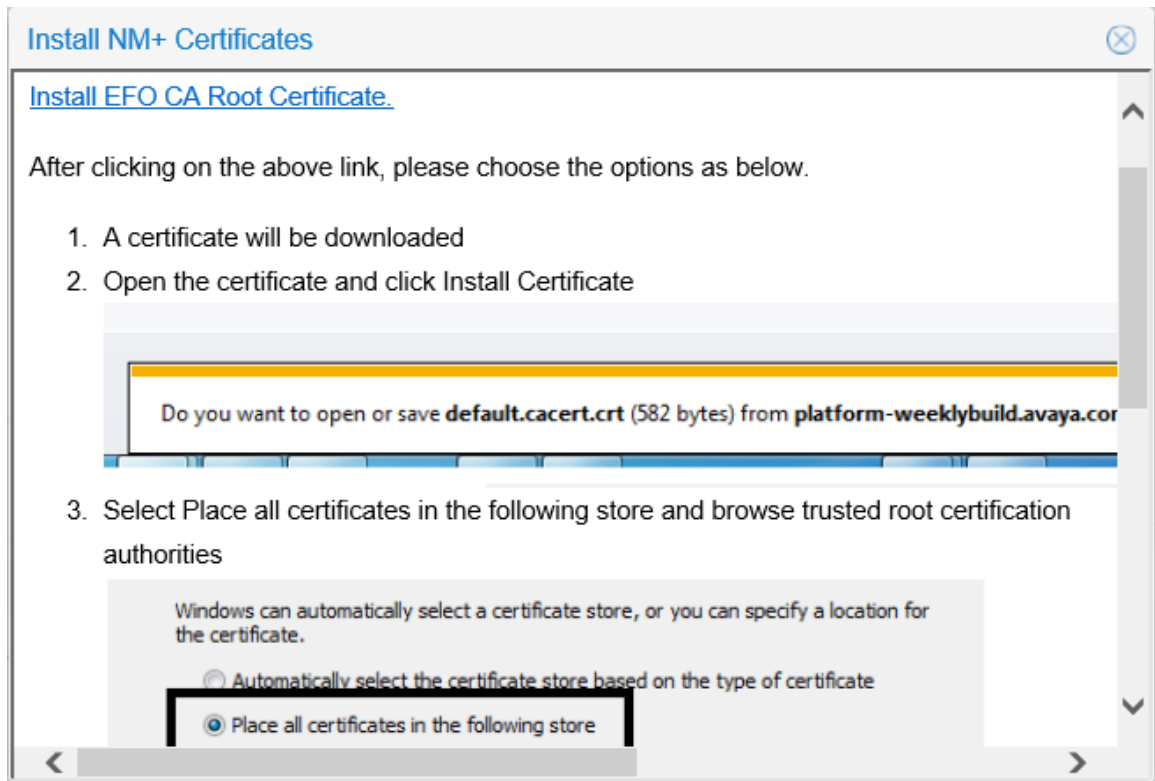 Install NM+ Certificates
Install EFO CA Root Certificate.
After clicking on the above link, please choose the options as below.
1. A certificate will be downloaded
2. Open the certificate and click Install Certificate
Do you want to open or save default.cacert.crt (582 bytes) from platform-weeklybuild.avaya.cor
3. Select Place all certificates in the following store and browse trusted root certification
authorities
Windows can automatically select a certificate store, or you can specify a location for
the certificate.
Automatically select the certificate store based on the type of certificate
Place all certificates in the following store